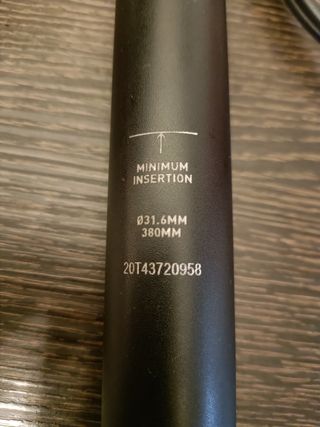 MINIMUM
INSERTION
Ø31.6MM
380MM
20T43720958